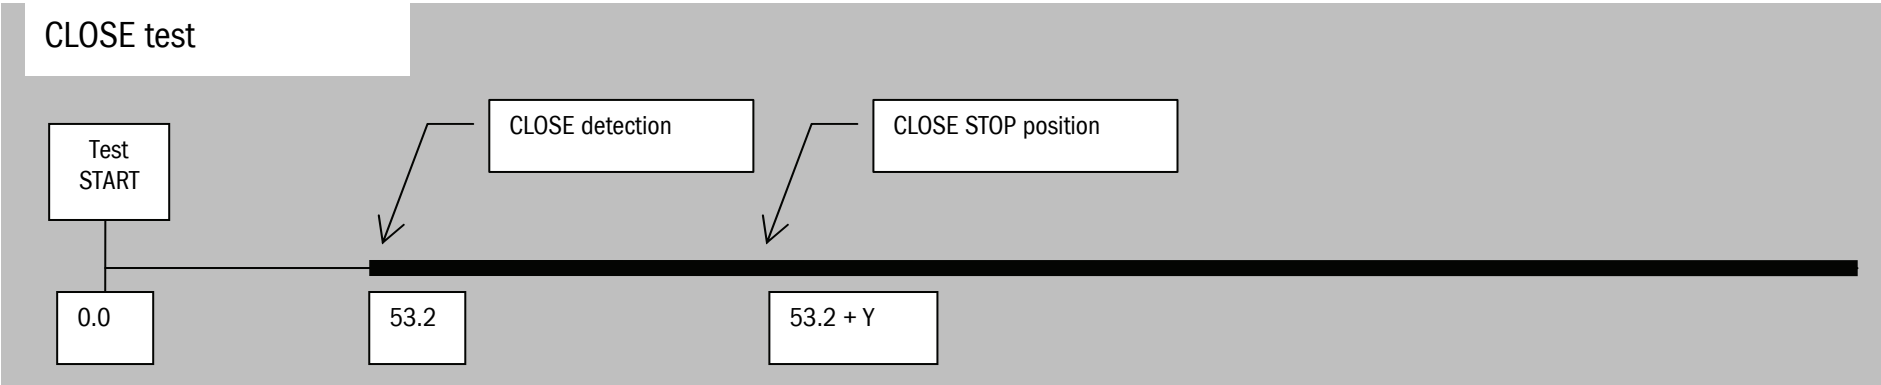 CLOSE test
CLOSE detection
CLOSE STOP position
Test
START
0.0
53.2
53.2 + Y